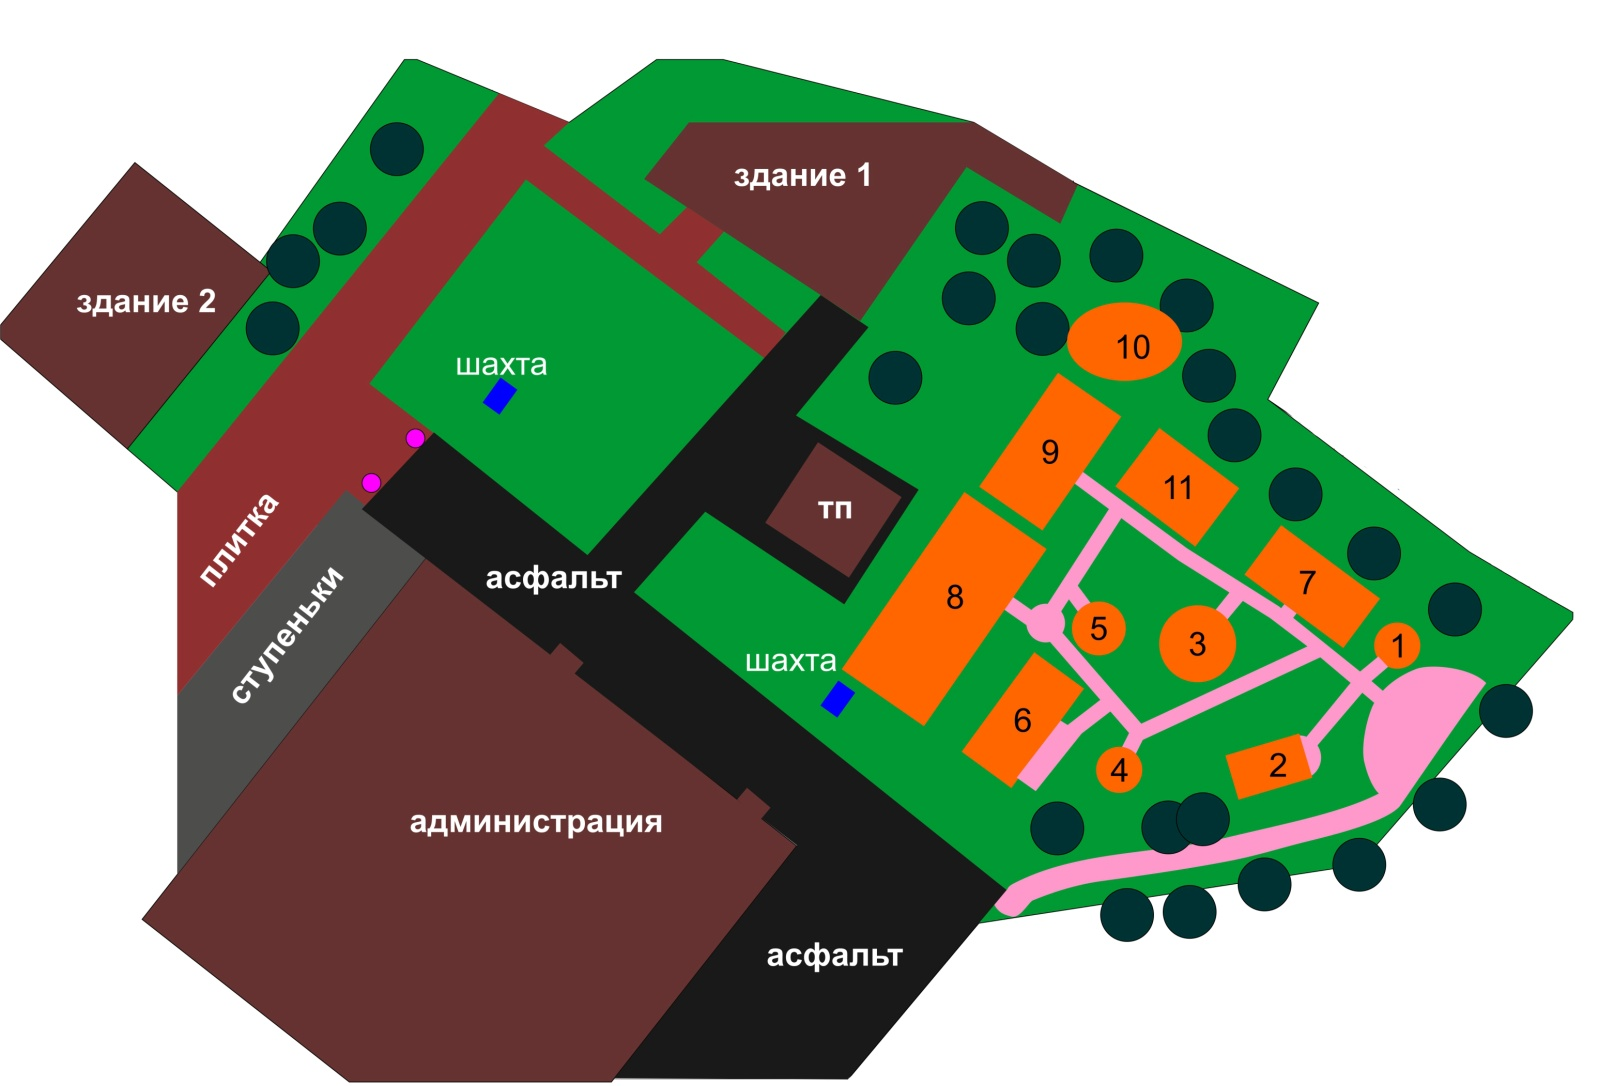 здание 1
здание 2
10
шахта
9
11
тп
плитка
асфальт
7
8
ступеньки
5
3
1
шахта
6
4
2
администрация
асфальт